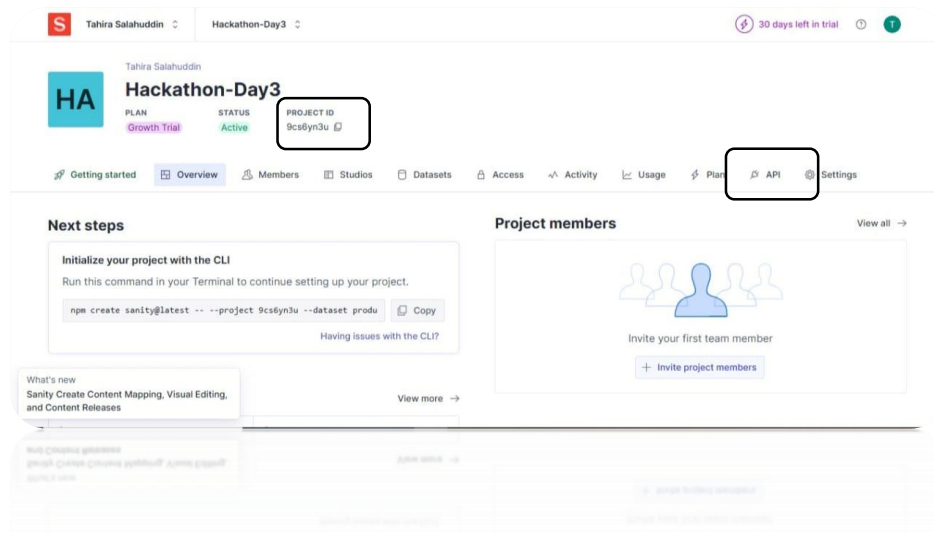 S Tahira Salahuddin Hackathon-Day3 30 days left in trial T
Tahira Salahuddin
HA Hackathon-Day3
PLAN STATUS PROJECT ID
Growth Trial Active 9cs6yn3u
Getting started Overview Members Studios Datasets Access Activity Usage Plan API Settings
Next steps
Initialize your project with the CLI
Run this command in your Terminal to continue setting up your project.
npm create sanity@latest -- --project 9cs6yn3u --dataset produ Copy
Having issues with the CLI?
Project members View all →
Invite your first team member
+ Invite project members
What's new
Sanity Create Content Mapping, Visual Editing,
and Content Releases
View more →